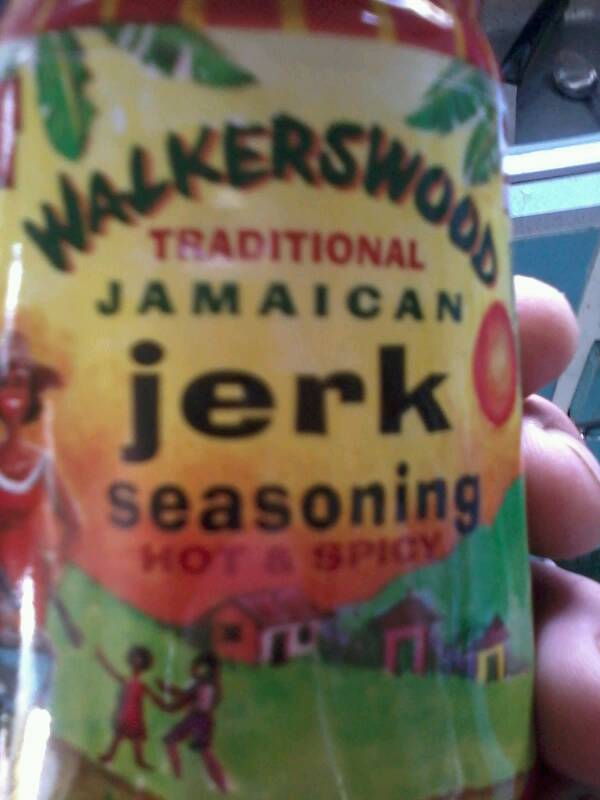 WALKERSWOOD
TRADITIONAL
JAMAICAN
jerk
seasoning
HOT & SPICY